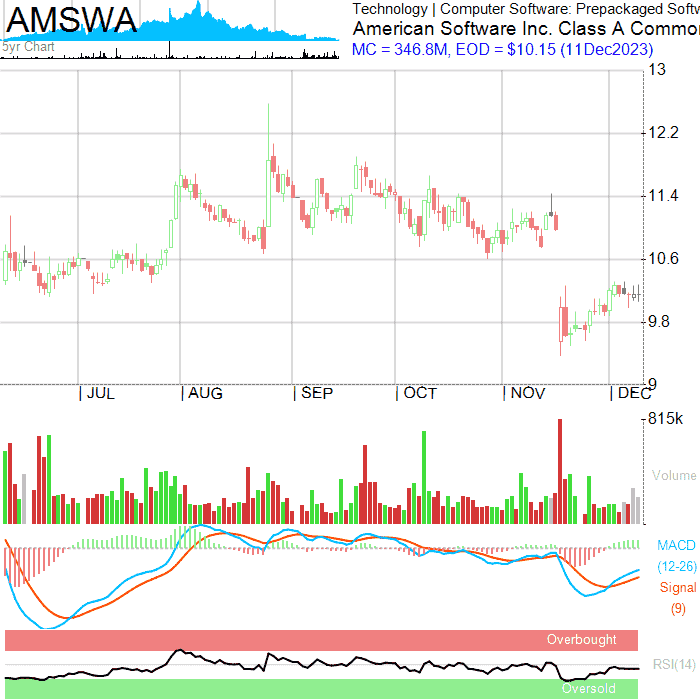 AMSWA
5yr Chart
Technology | Computer Software: Prepackaged Softw
American Software Inc. Class A Common
MC = 346.8M, EOD = $10.15 (11Dec2023)
13
12.2
11.4
10.6
9.8
9
| JUL | AUG | SEP | OCT | NOV | DEC
815k
Volume
MACD
(12-26)
Signal
(9)
Overbought
RSI(14)
Oversold